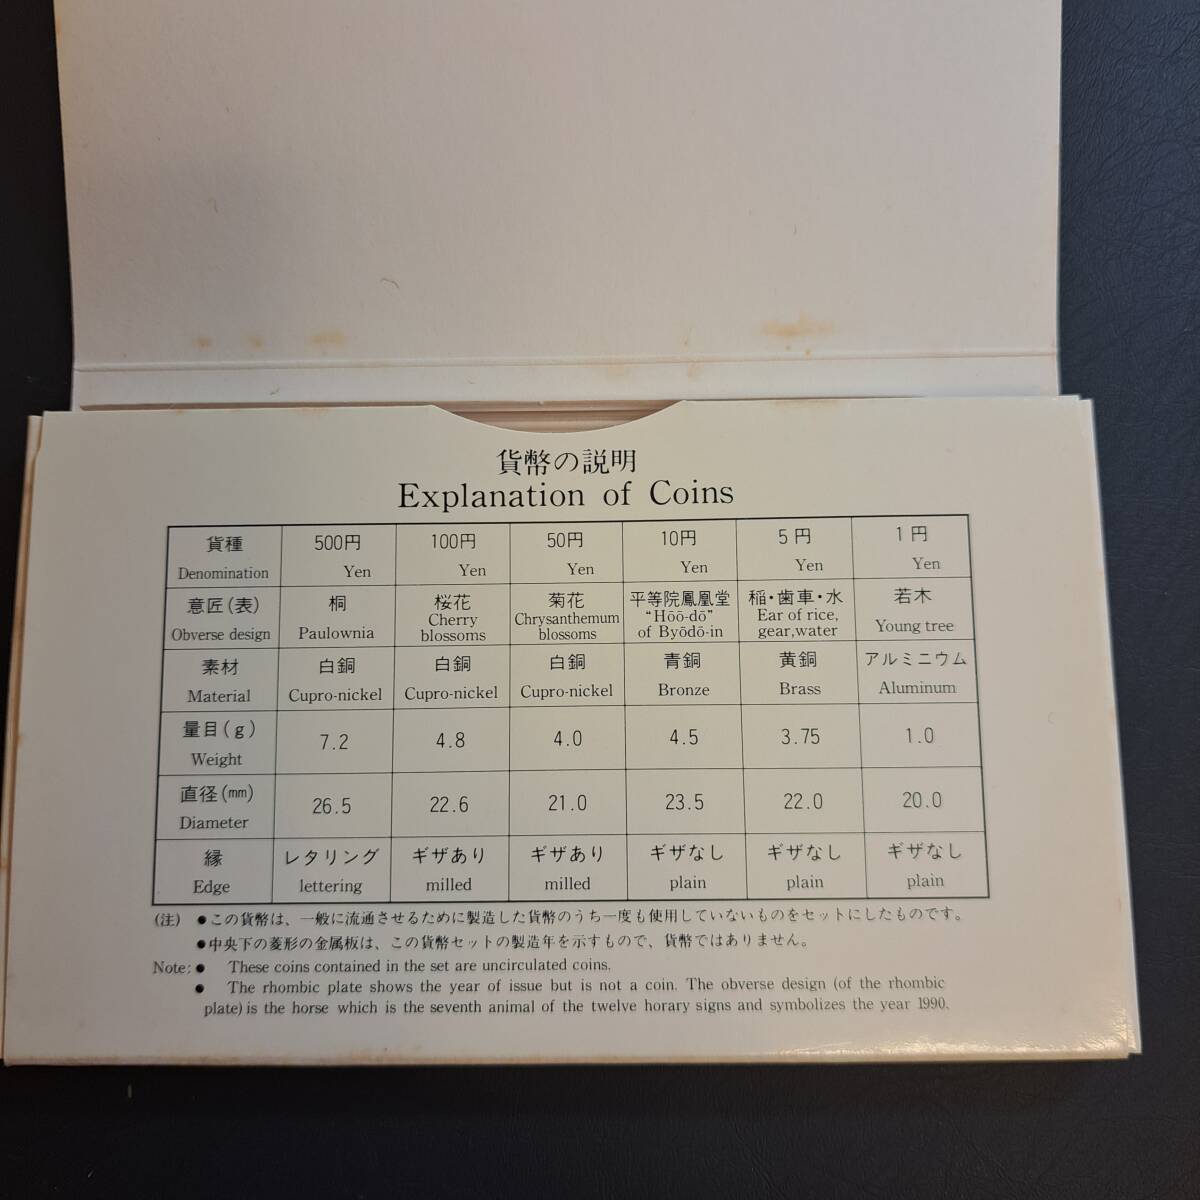 貨幣の説明
Explanation of Coins
貨種 500円 100円 50円 10円 5円 1円
Denomination Yen Yen Yen Yen Yen Yen
意匠(表) 桐 桜花 菊花 平等院鳳凰堂 稲・歯車・水 若木
Obverse design Paulownia Cherry blossoms Chrysanthemum blossoms “Hōō-dō” of Byōdō-in Ear of rice, gear,water Young tree
素材 白銅 白銅 白銅 青銅 黄銅 アルミニウム
Material Cupro-nickel Cupro-nickel Cupro-nickel Bronze Brass Aluminum
量目(g) 7.2 4.8 4.0 4.5 3.75 1.0
Weight
直径(㎜) 26.5 22.6 21.0 23.5 22.0 20.0
Diameter
縁 レタリング ギザあり ギザあり ギザなし ギザなし ギザなし
Edge lettering milled milled plain plain plain
(注) ●この貨幣は、一般に流通させるために製造した貨幣のうち一度も使用していないものをセットにしたものです。
●中央下の菱形の金属板は、この貨幣セットの製造年を示すもので、貨幣ではありません。
Note:● These coins contained in the set are uncirculated coins.
● The rhombic plate shows the year of issue but is not a coin. The obverse design (of the rhombic
plate) is the horse which is the seventh animal of the twelve horary signs and symbolizes the year 1990.